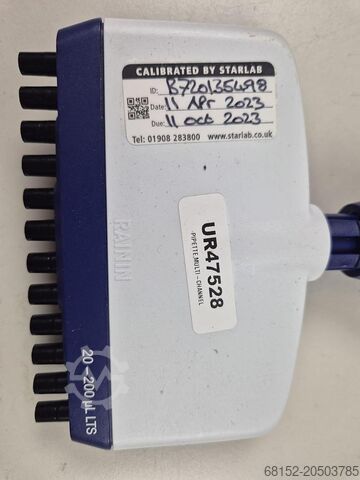 CALIBRATED BY STARLAB
ID: B720135498
Date: 11 Apr 2023
Due: 11 Oct 2023
Tel: 01908 283800 www.starlab.co.uk
RAININ
UR47528
-PIPETTE,MULTI-CHANNEL
20-200 µL LTS
68152-20503785